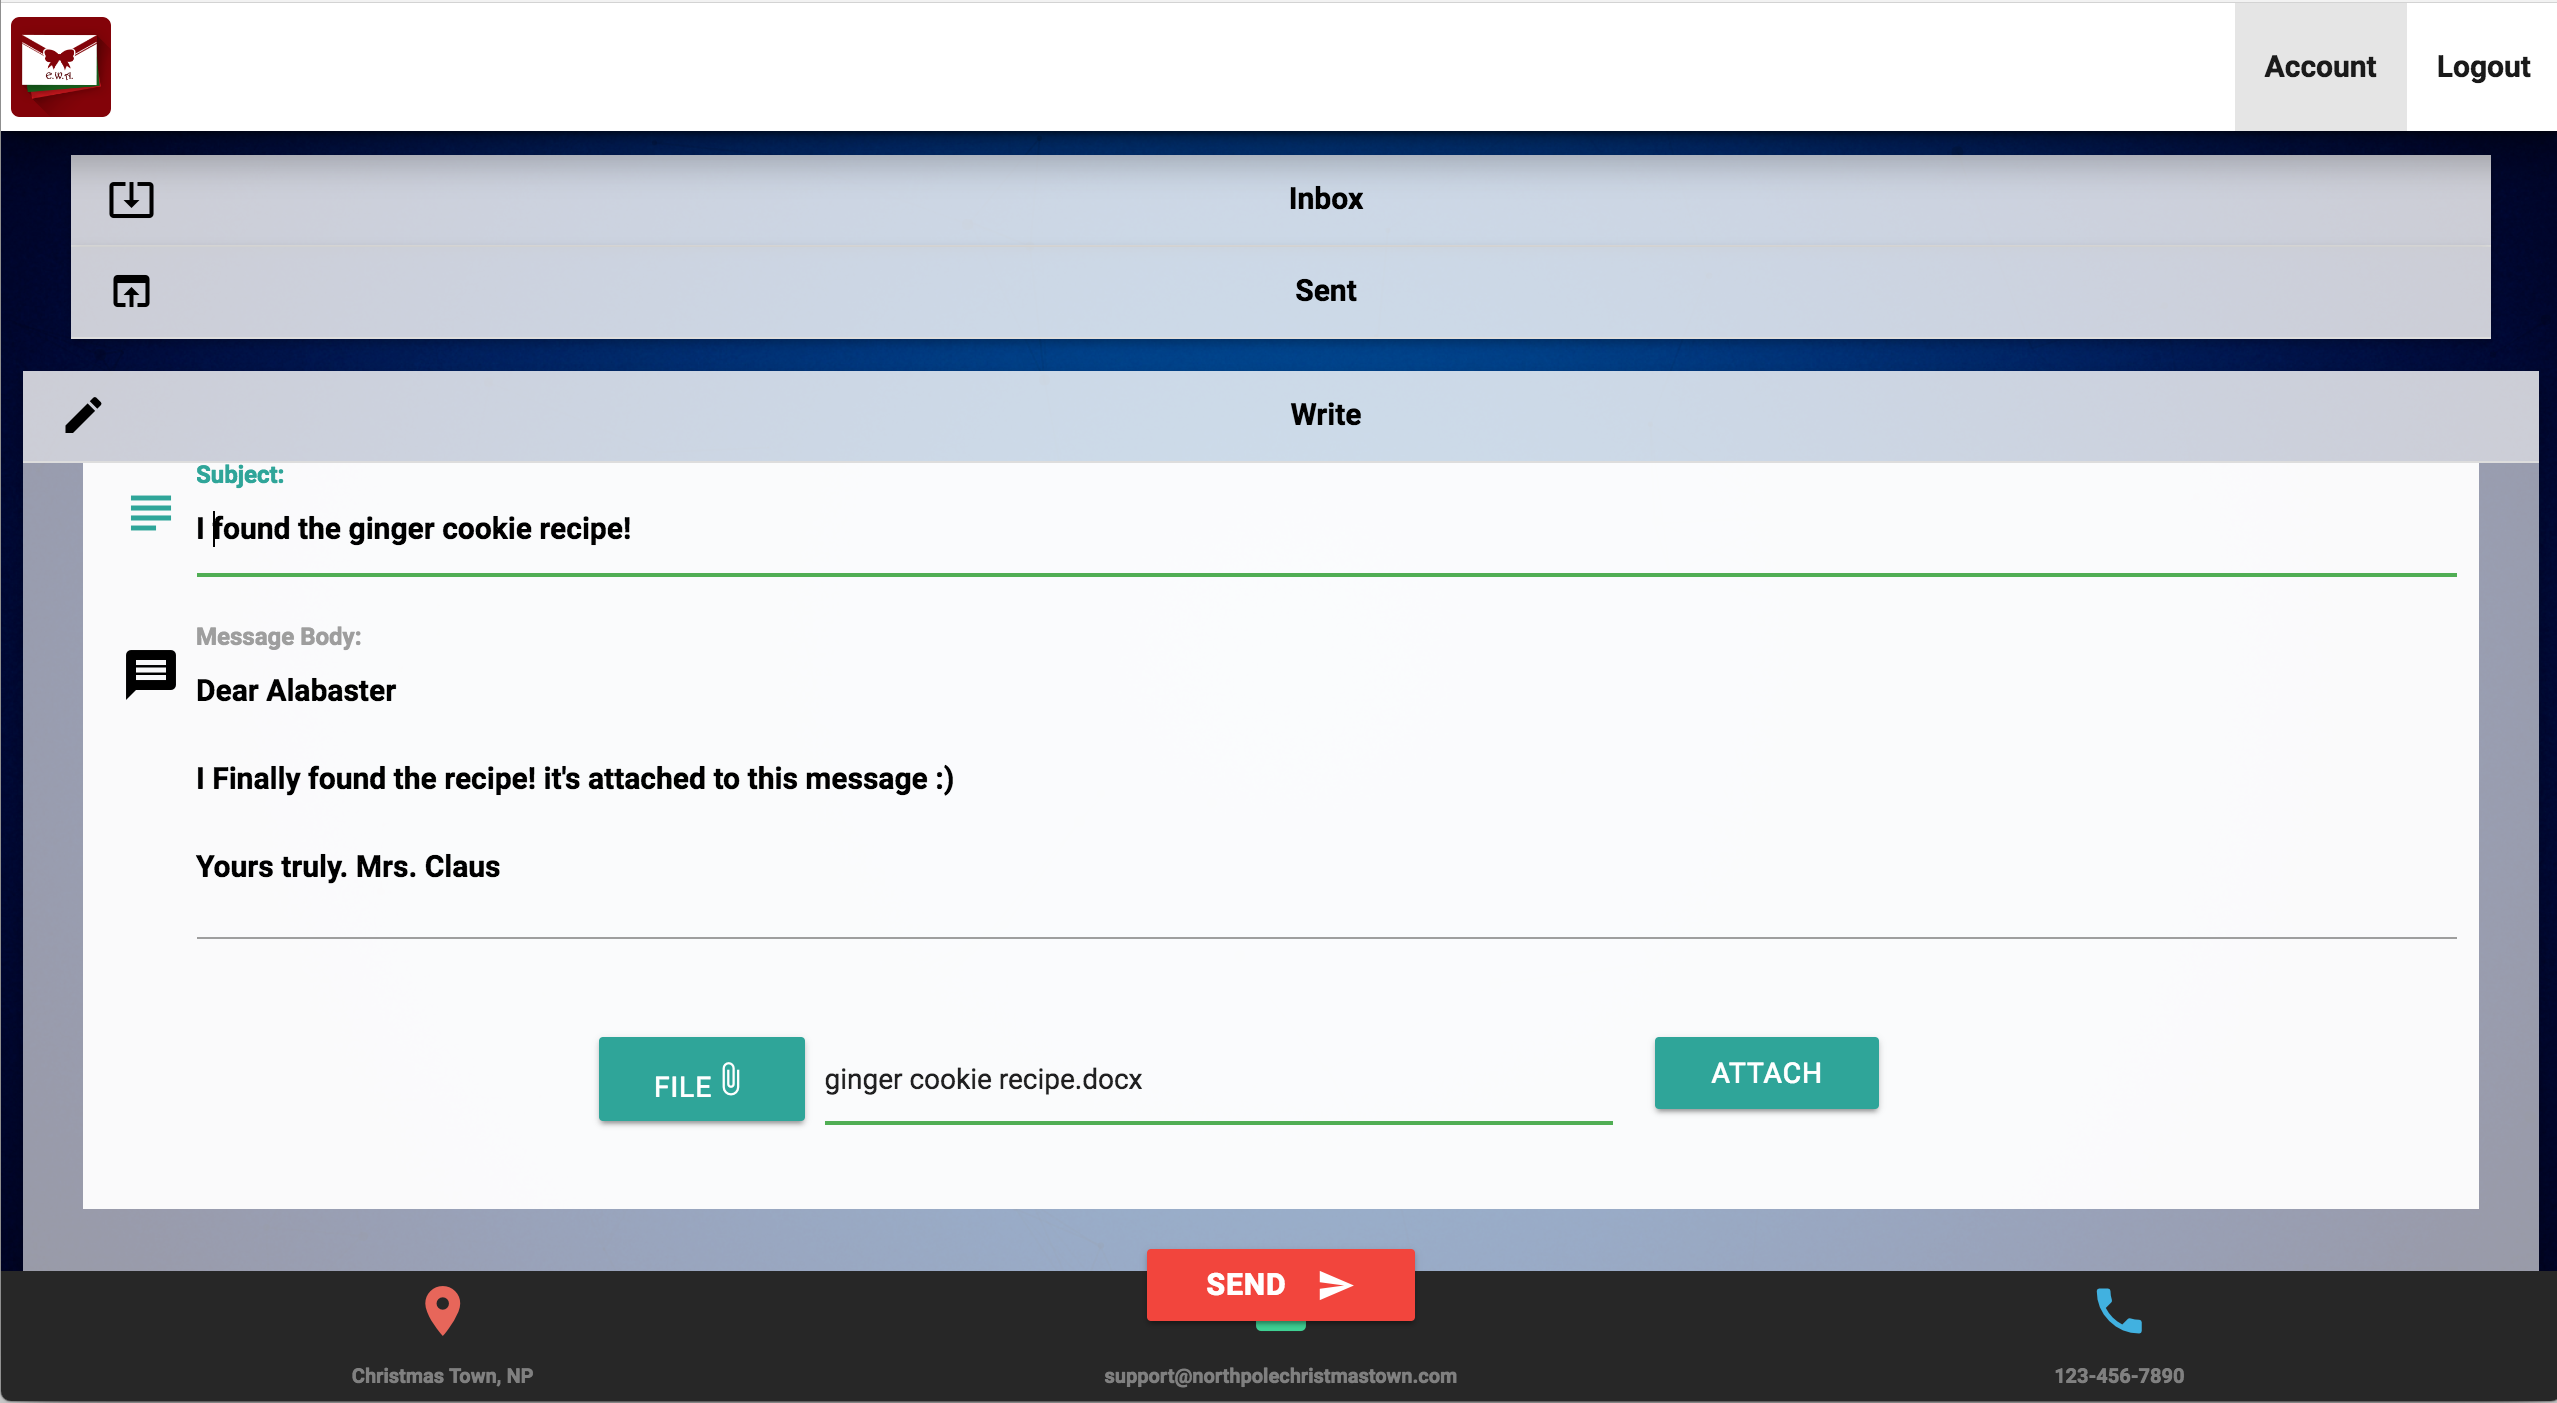 e.W.A.
Account
Logout
Inbox
Sent
Write
Subject:
I found the ginger cookie recipe!
Message Body:
Dear Alabaster
I Finally found the recipe! it's attached to this message :)
Yours truly. Mrs. Claus
FILE
ginger cookie recipe.docx
ATTACH
SEND
Christmas Town, NP
support@northpolechristmastown.com
123-456-7890